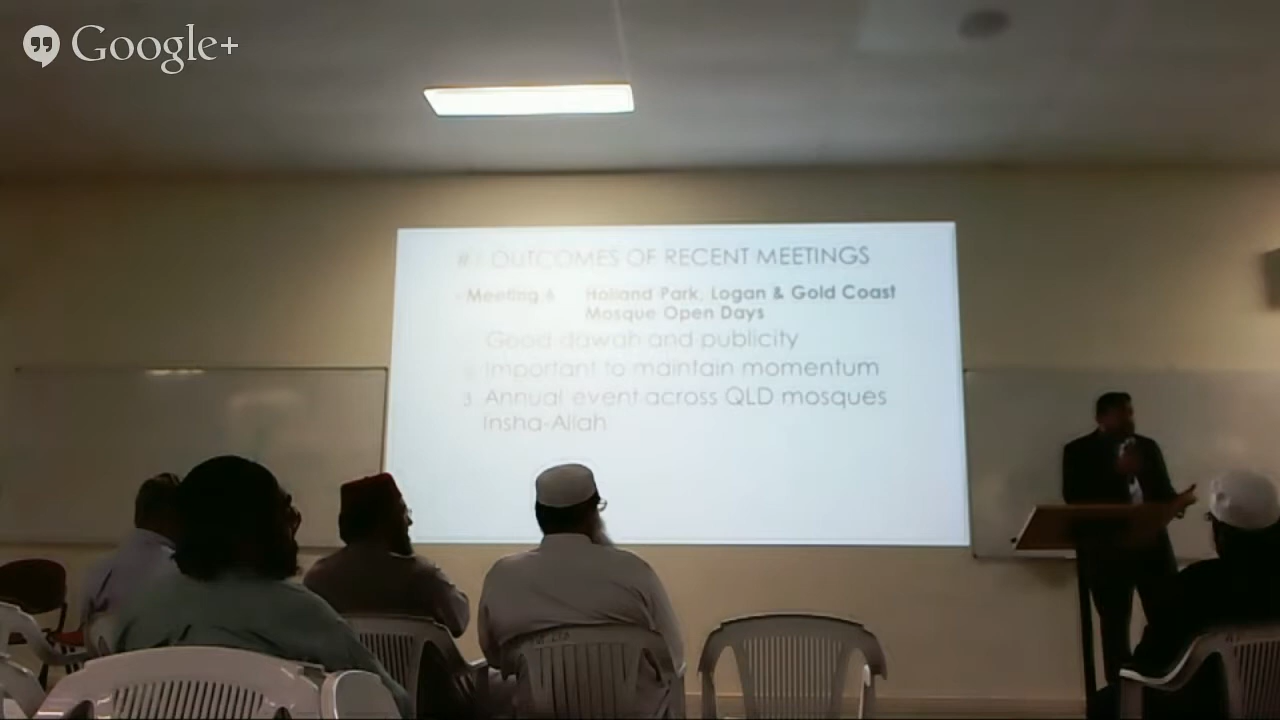 Google+
OUTCOMES OF RECENT MEETINGS
Meeting 6 Holland Park, Logan & Gold Coast
Mosque Open Days
Good dawah and publicity
Important to maintain momentum
3. Annual event across QLD mosques
Insha-Allah